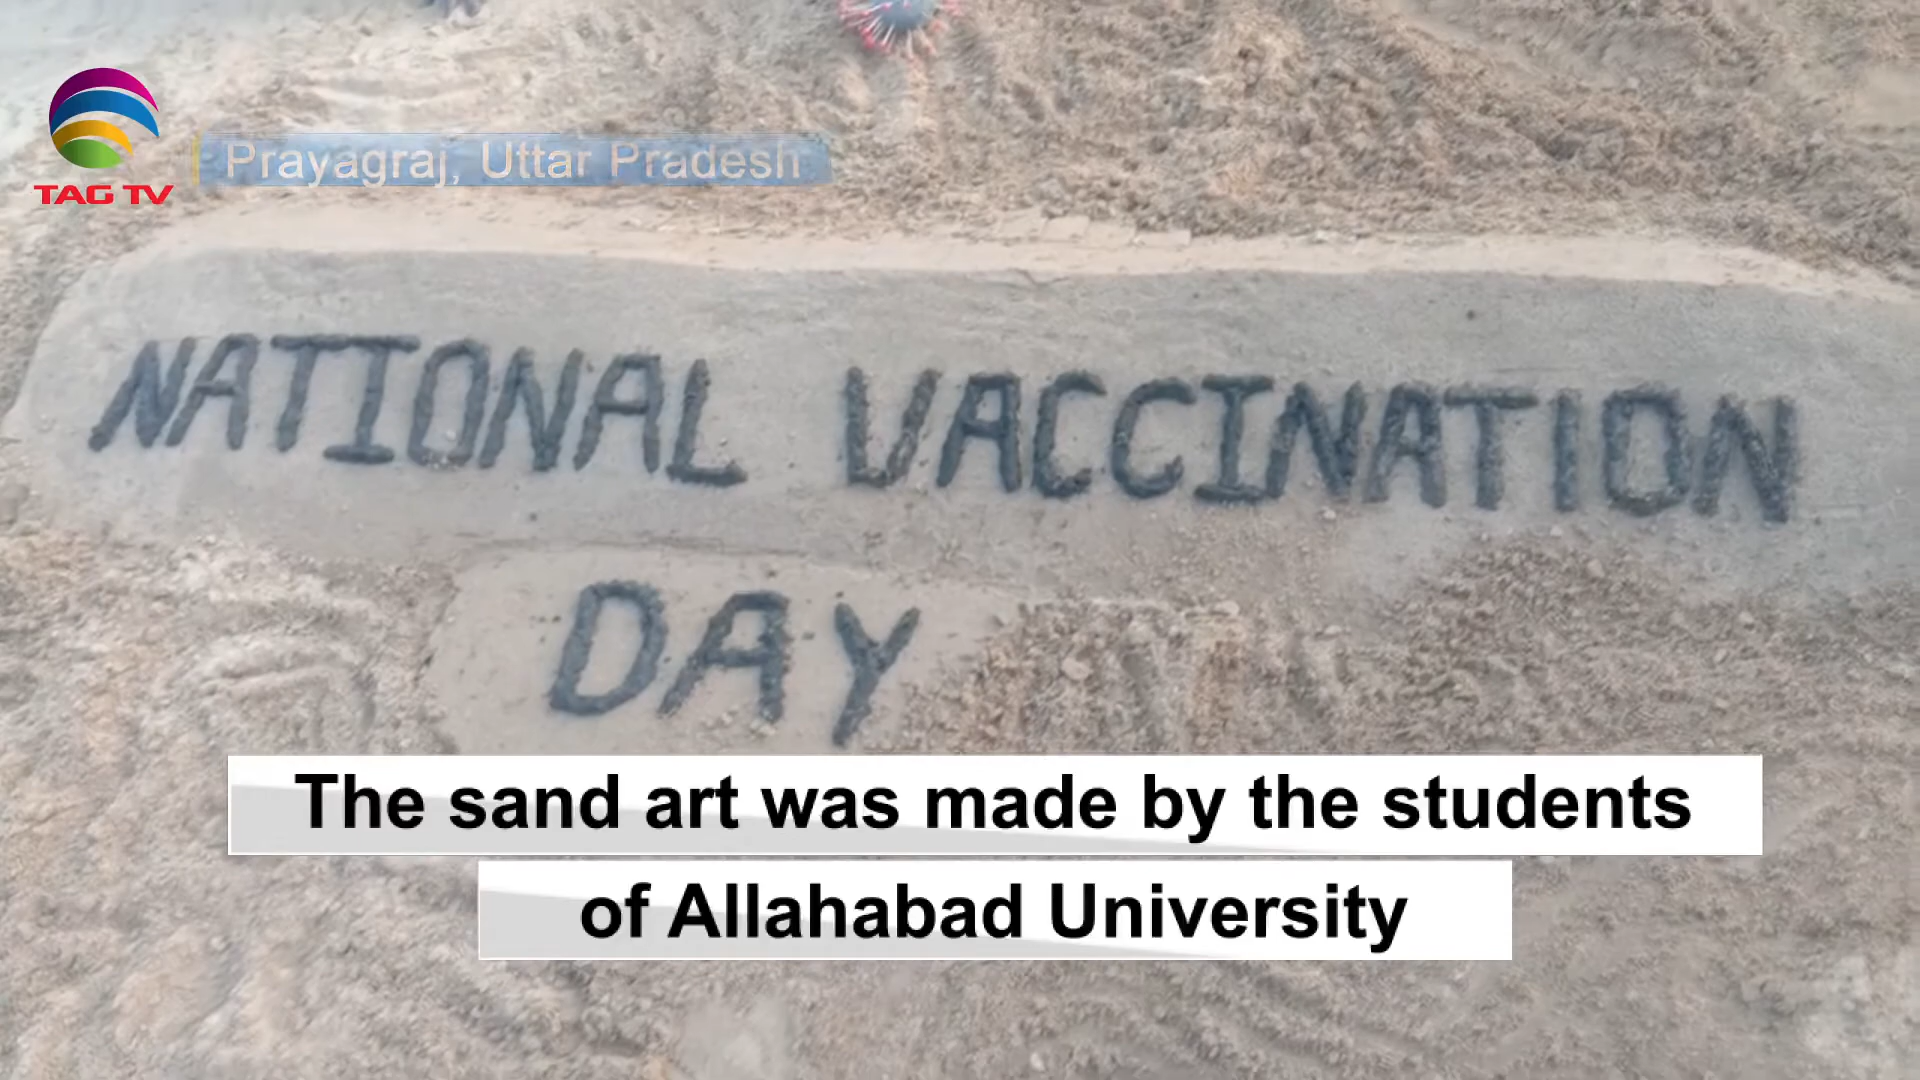 TAG TV
Prayagraj, Uttar Pradesh
NATIONAL VACCINATION
DAY
The sand art was made by the students
of Allahabad University